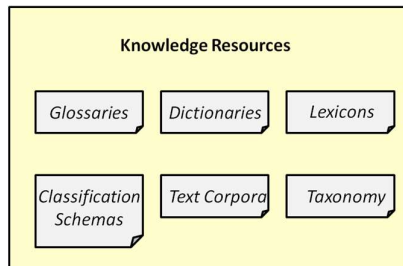 Knowledge Resources
Glossaries
Dictionaries
Lexicons
Classification
Schemas
Text Corpora
Taxonomy